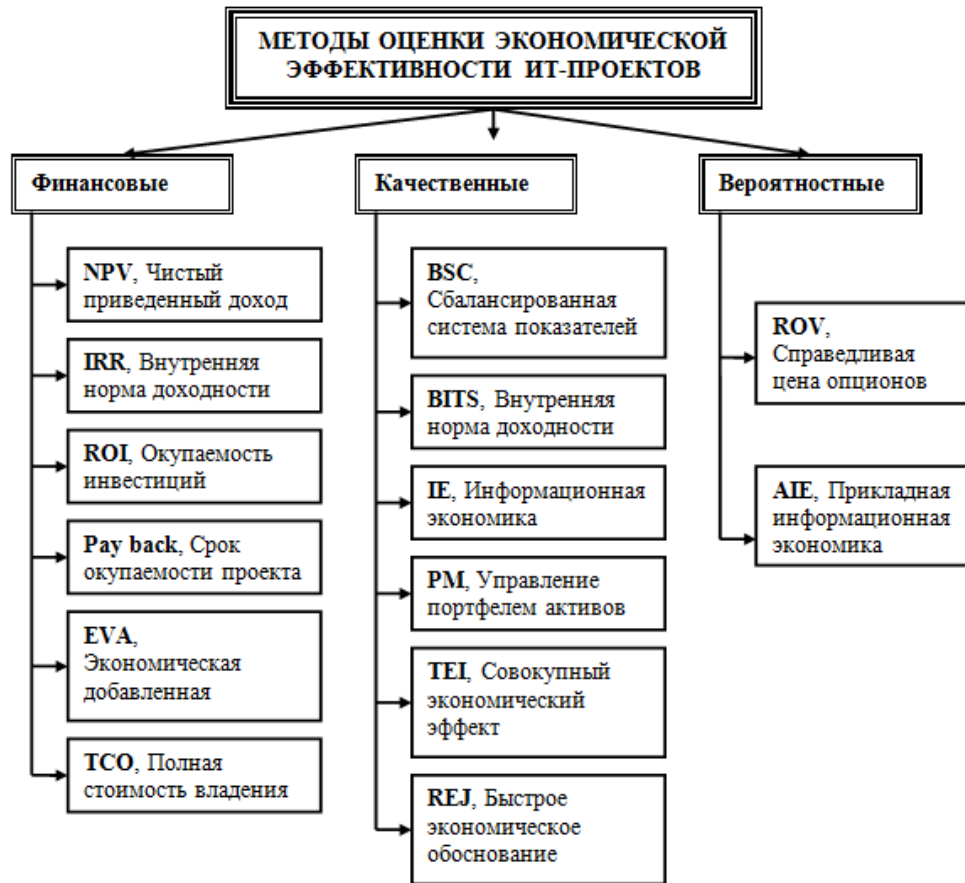 МЕТОДЫ ОЦЕНКИ ЭКОНОМИЧЕСКОЙ
ЭФФЕКТИВНОСТИ ИТ-ПРОЕКТОВ
Финансовые
NPV, Чистый
приведенный доход
IRR, Внутренняя
норма доходности
ROI, Окупаемость
инвестиций
Pay back, Срок
окупаемости проекта
EVA,
Экономическая
добавленная
TCO, Полная
стоимость владения
Качественные
BSC,
Сбалансированная
система показателей
BITS, Внутренняя
норма доходности
IE, Информационная
экономика
PM, Управление
портфелем активов
TEI, Совокупный
экономический
эффект
REJ, Быстрое
экономическое
обоснование
Вероятностные
ROV,
Справедливая
цена опционов
AIE, Прикладная
информационная
экономика